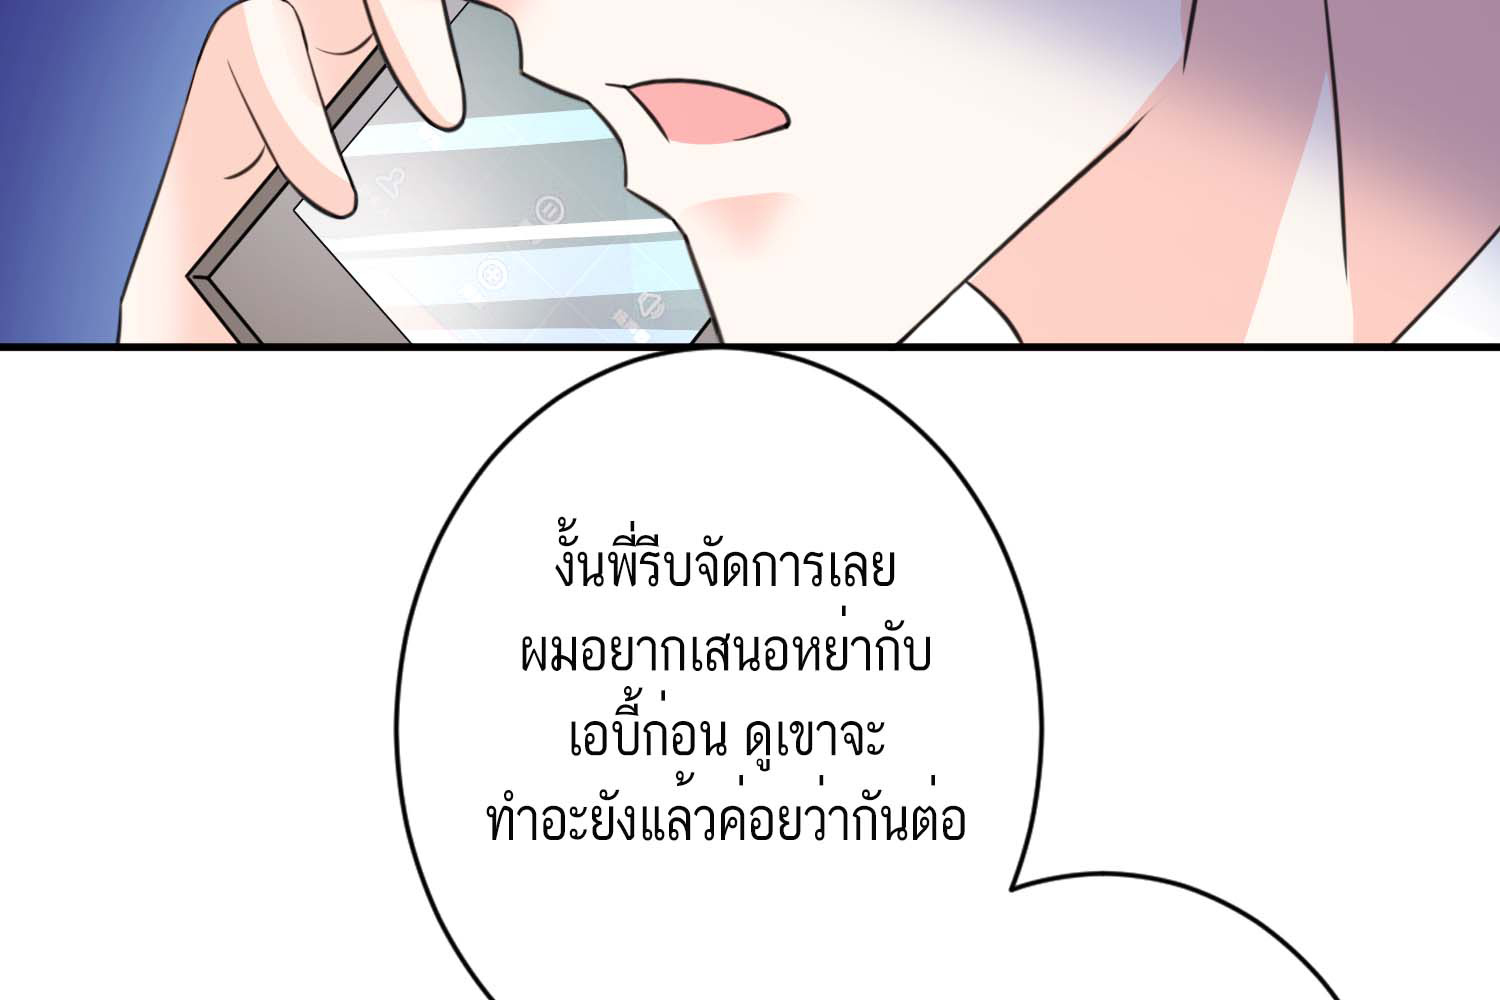 งั้นพี่รีบจัดการเลย
ผมอยากเสนอหย่ากับ
เอบี้ก่อน ดูเขาจะ
ทำอะยังแล้วค่อยว่ากันต่อ